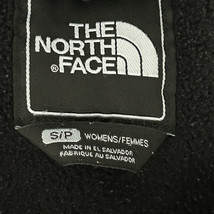 THE
NORTH
FACE
®
S/P WOMENS/FEMMES
MADE IN EL SALVADOR
FABRIQUE AU SALVADOR